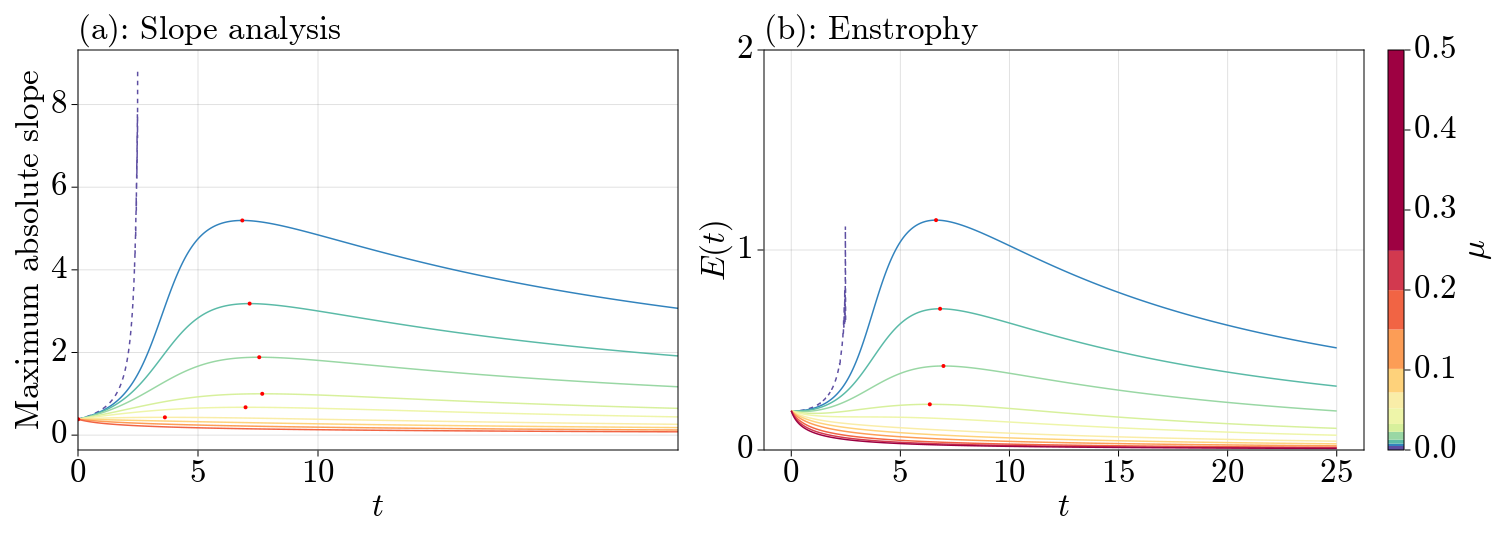 (a): Slope analysis
Maximum absolute slope
8
6
4
2
0
0 5 10
t
(b): Enstrophy
E(t)
2
1
0
0 5 10 15 20 25
t
0.5
0.4
0.3
0.2
0.1
0.0
μ